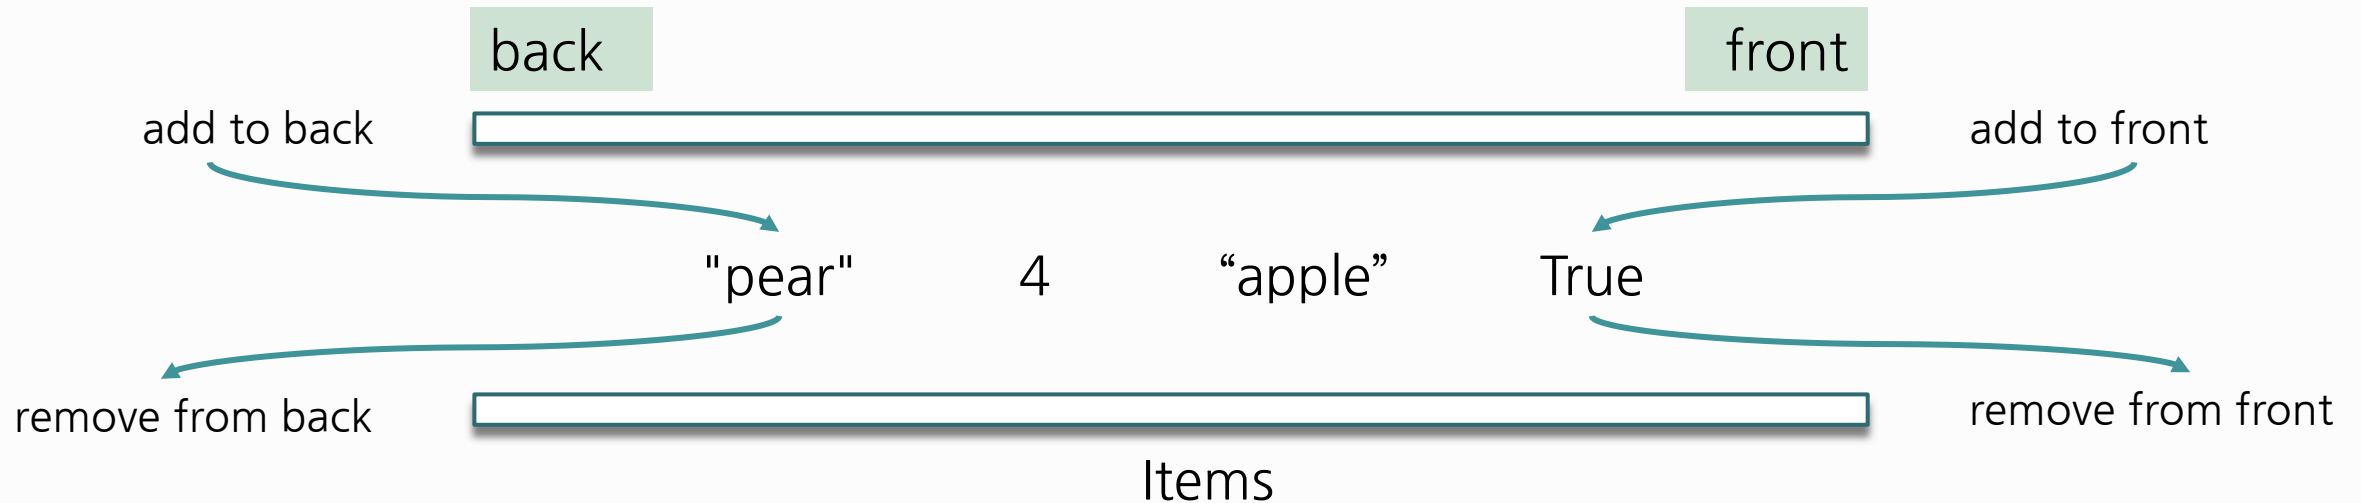 back
front
add to back
add to front
"pear"
4
“apple”
True
remove from back
remove from front
Items